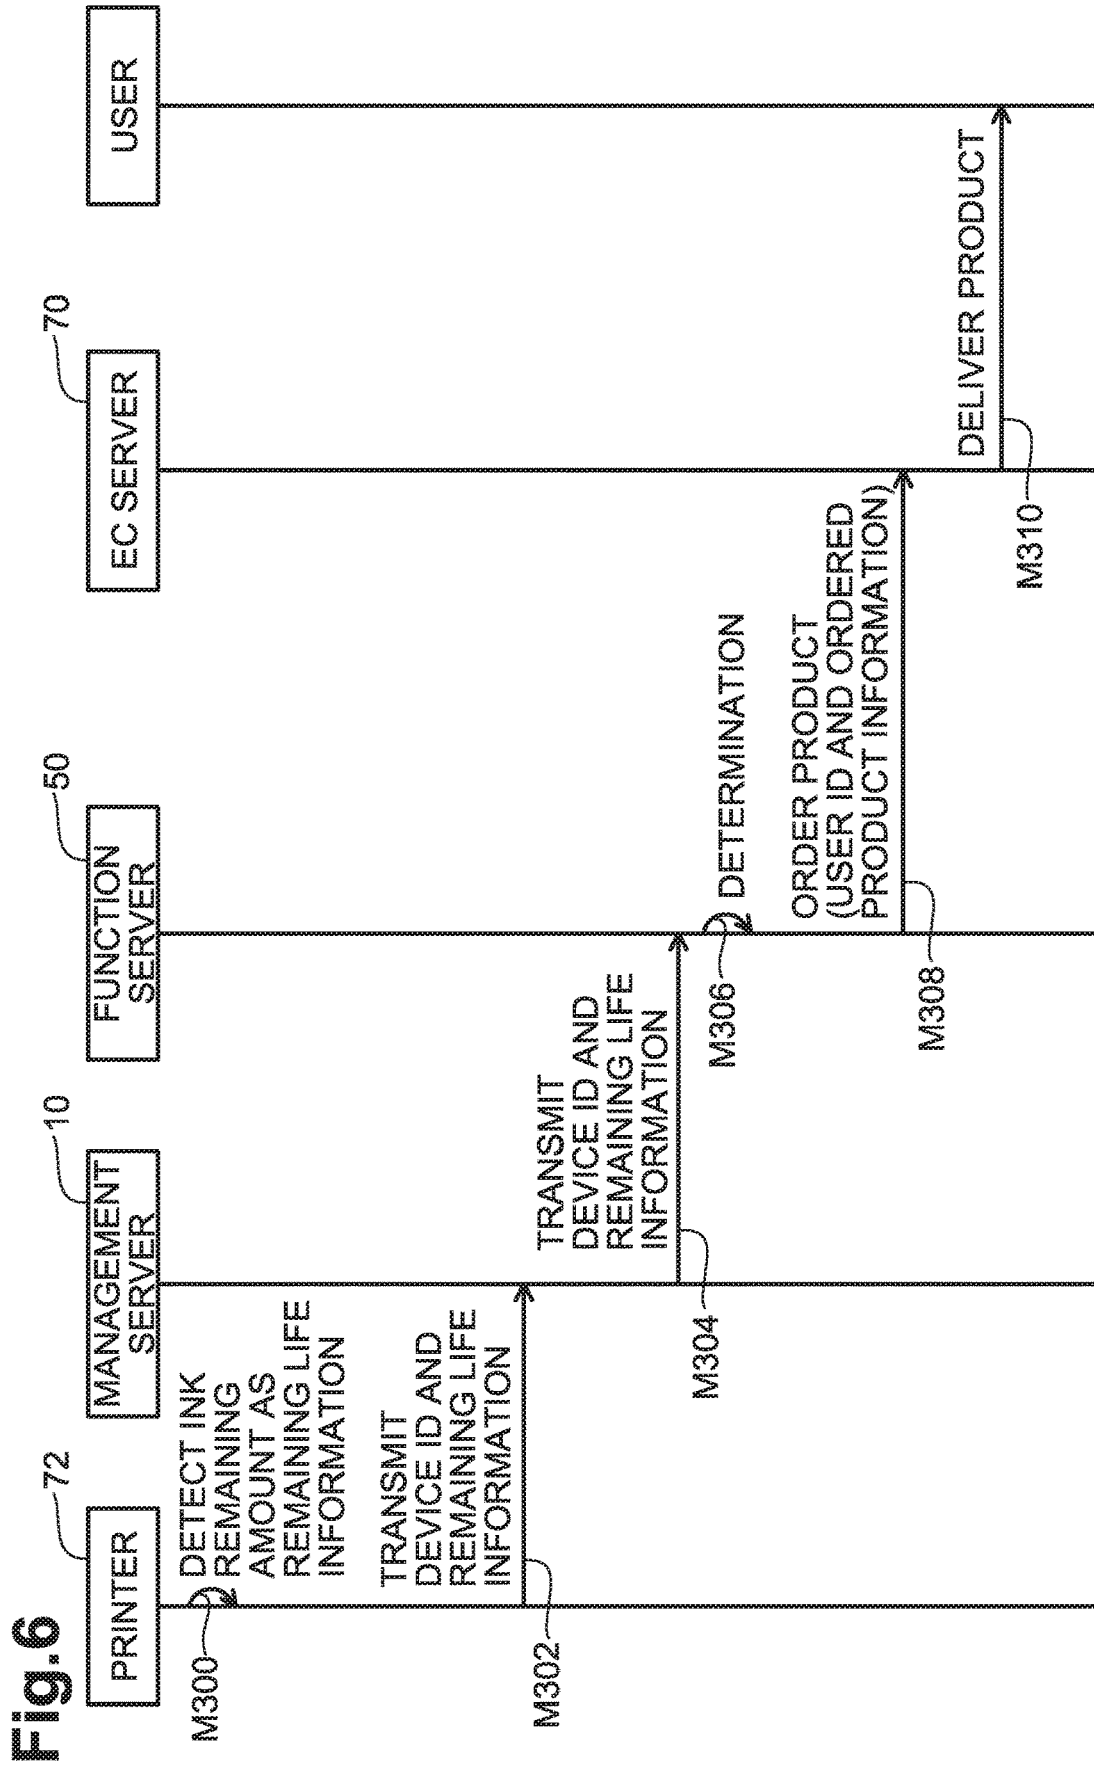 Fig.6
PRINTER
72
MANAGEMENT
SERVER
10
FUNCTION
SERVER
50
EC SERVER
70
USER
M300
DETECT INK
REMAINING
AMOUNT AS
REMAINING LIFE
INFORMATION
TRANSMIT
DEVICE ID AND
REMAINING LIFE
INFORMATION
M302
TRANSMIT
DEVICE ID AND
REMAINING LIFE
INFORMATION
M304
M306
DETERMINATION
ORDER PRODUCT
(USER ID AND ORDERED
PRODUCT INFORMATION)
M308
DELIVER PRODUCT
M310